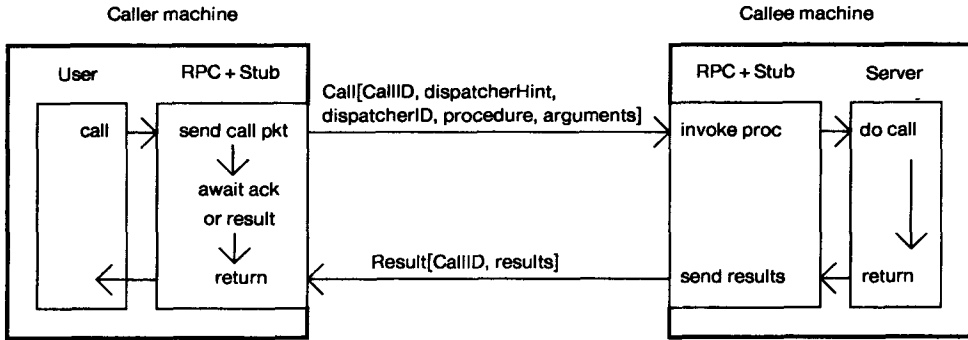 Caller machine
Callee machine
User
RPC + Stub
RPC + Stub
Server
Call[CallID, dispatcherHint,
dispatcherID, procedure, arguments]
call
send call pkt
invoke proc
do call
await ack
or result
Result[CallID, results]
return
send results
return